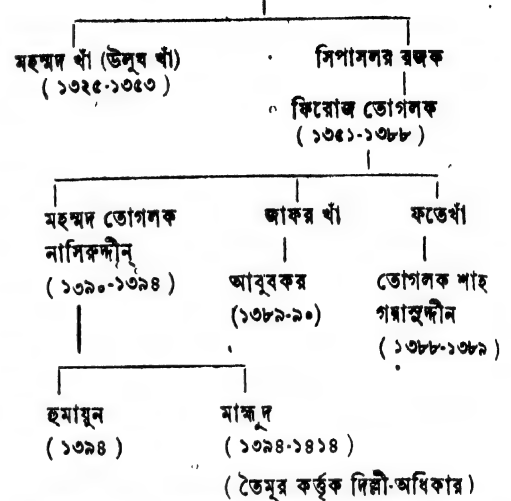 মহম্মদ খাঁ (উলুঘ খাঁ)
( ১৩২৫-১৩৫৩ )
সিপাসলর রজক
ফিরোজ তোগলক
( ১৩৫১-১৩৮৮ )
মহম্মদ তোগলক
নাসিরুদ্দীন্
( ১৩৯০-১৩৯৪ )
জাফর খাঁ
আবুবকর
(১৩৮৯-৯০)
ফতেখাঁ
তোগলক শাহ
গয়াসুদ্দীন
( ১৩৮৮-১৩৮৯ )
হুমায়ুন
( ১৩৯৪ )
মাহ্মূদ
( ১৩৯৪-১৪১৪ )
( তৈমূর কর্ত্তৃক দিল্লী-অধিকার )